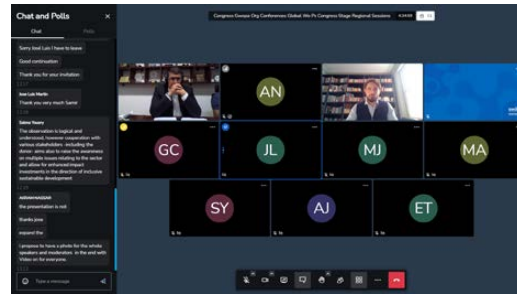 Chat and Polls
Chat
Polls
Sorry José Luis I have to leave
Good continuation
Thank you for your invitation
Jose Luis Martin
Thank you very much Samir
The observation is logical and
understood, however cooperation with
various stakeholders -including the
donor- aims also to raise the awareness
on multiple issues relating to the sector
and allow for enhanced impact
investments in the direction of inclusive
sustainable development
the presentation is not
thanks jose
expand the
I propose to have a photo for the whole
speakers and moderators in the end with
Video on for everyone.
Type a message
Regional Sessions
AN
GC
JL
MJ
MA
SY
AJ
ET